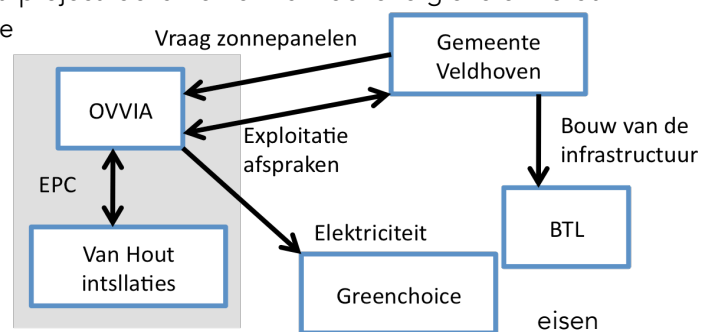 e
Vraag zonnepanelen
Gemeente
Veldhoven
OVVIA
Exploitatie
afspraken
Bouw van de
infrastructuur
EPC
BTL
Van Hout
intsllaties
Elektriciteit
Greenchoice
eisen